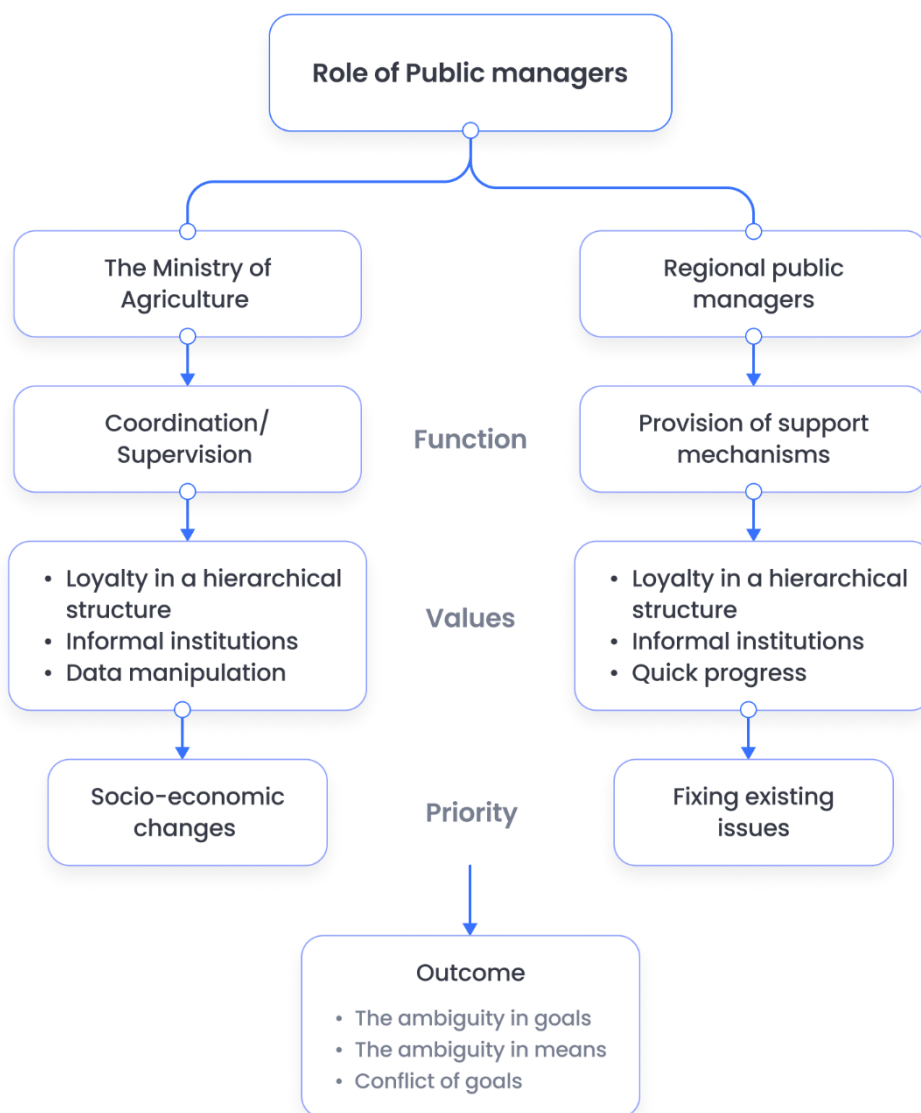 Role of Public managers
The Ministry of
Agriculture
Regional public
managers
Coordination/
Supervision
Function
Provision of support
mechanisms
• Loyalty in a hierarchical
structure
• Informal institutions
• Data manipulation
Values
• Loyalty in a hierarchical
structure
• Informal institutions
• Quick progress
Socio-economic
changes
Priority
Fixing existing
issues
Outcome
• The ambiguity in goals
• The ambiguity in means
• Conflict of goals